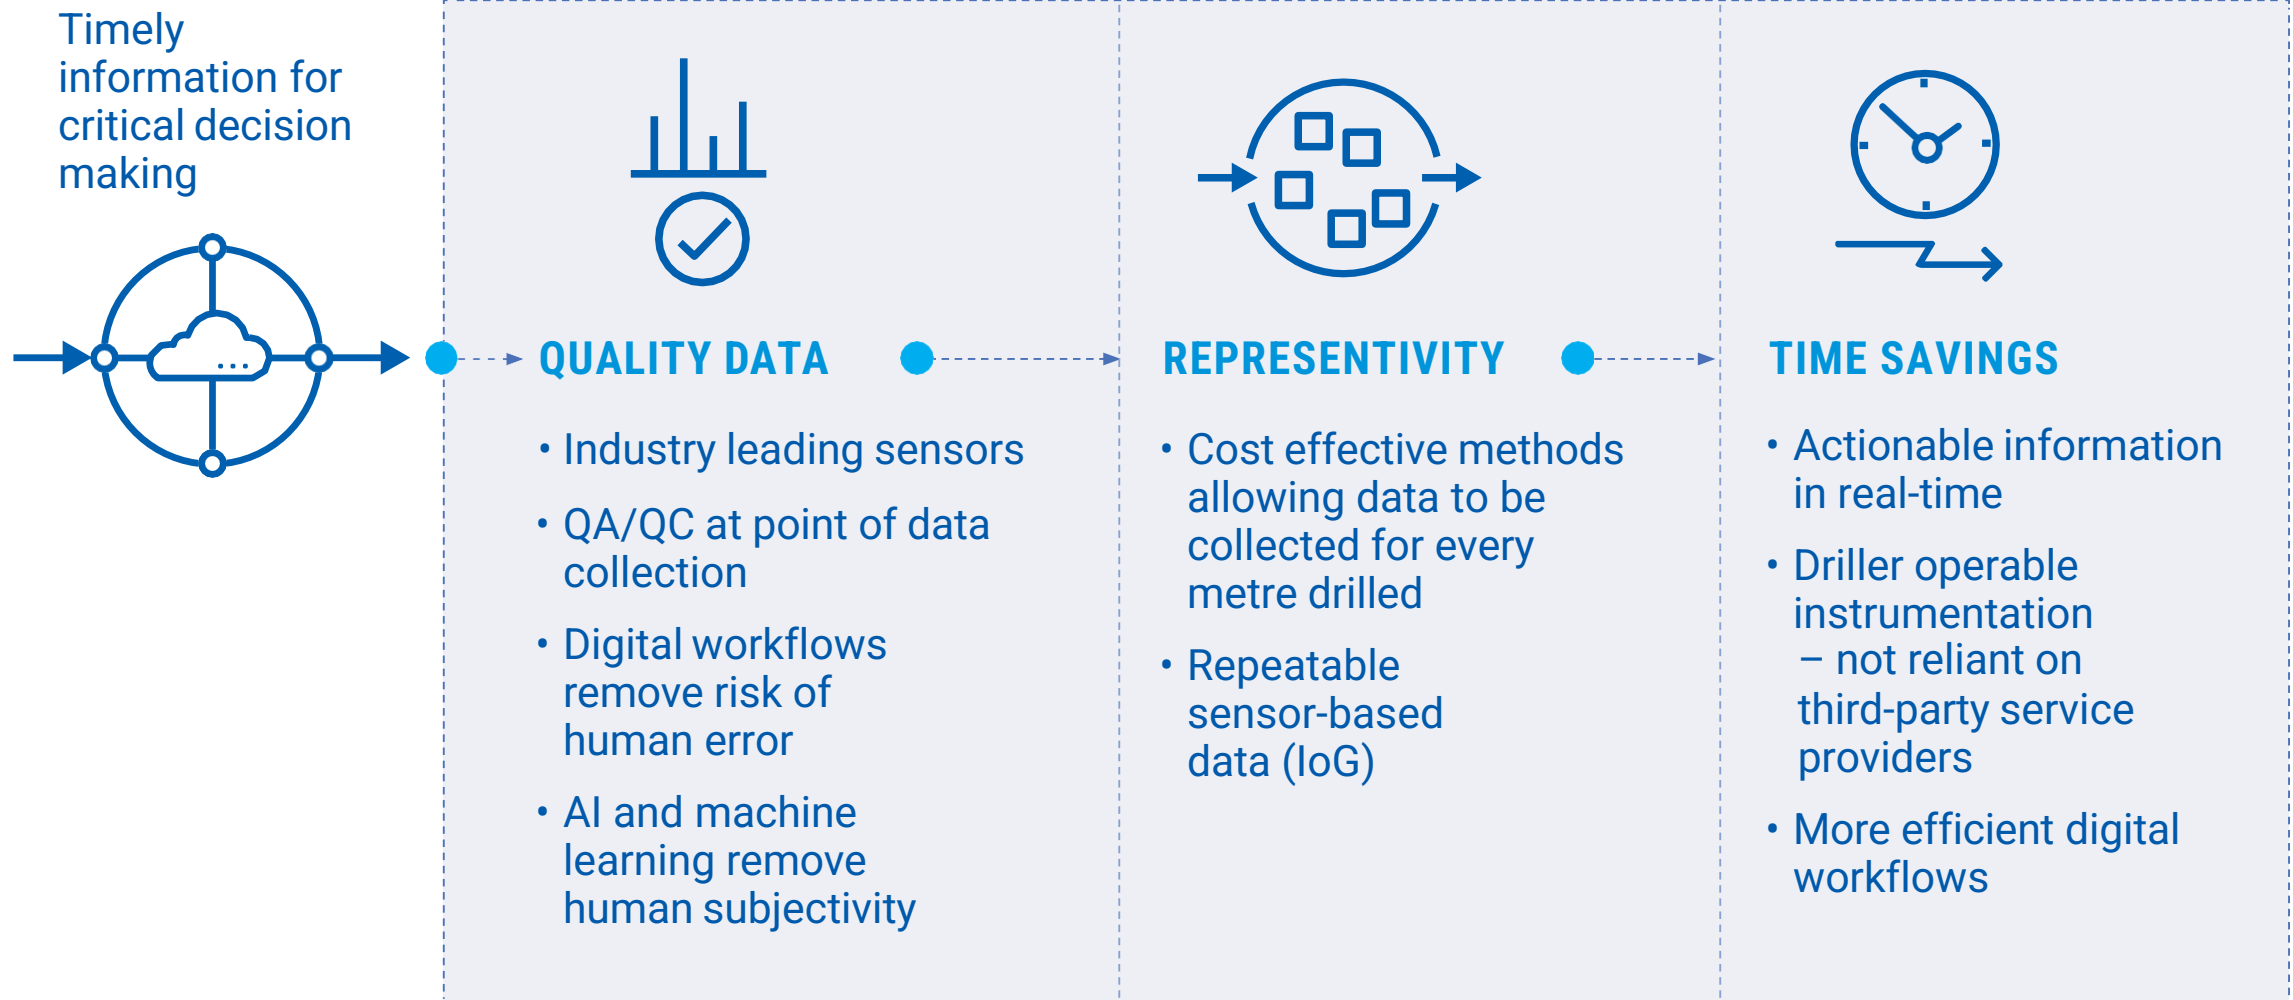 Timely
information for
critical decision
making
QUALITY DATA
• Industry leading sensors
• QA/QC at point of data
collection
• Digital workflows
remove risk of
human error
• AI and machine
learning remove
human subjectivity
REPRESENTIVITY
• Cost effective methods
allowing data to be
collected for every
metre drilled
• Repeatable
sensor-based
data (IoG)
TIME SAVINGS
• Actionable information
in real-time
• Driller operable
instrumentation
– not reliant on
third-party service
providers
• More efficient digital
workflows